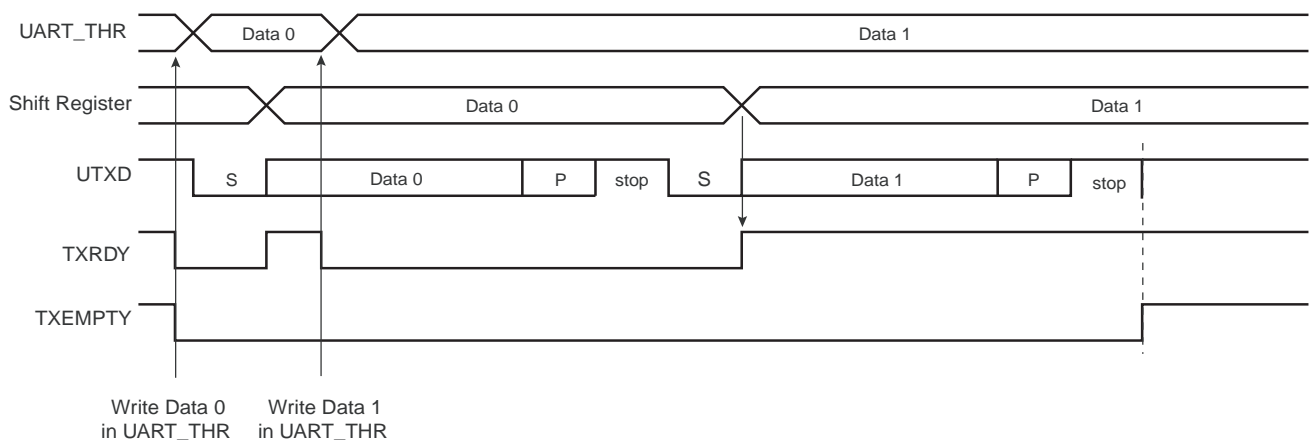 UART_THR Data 0 Data 1
Shift Register Data 0 Data 1
UTXD S Data 0 P stop S Data 1 P stop
TXRDY
TXEMPTY
Write Data 0 Write Data 1
in UART_THR in UART_THR